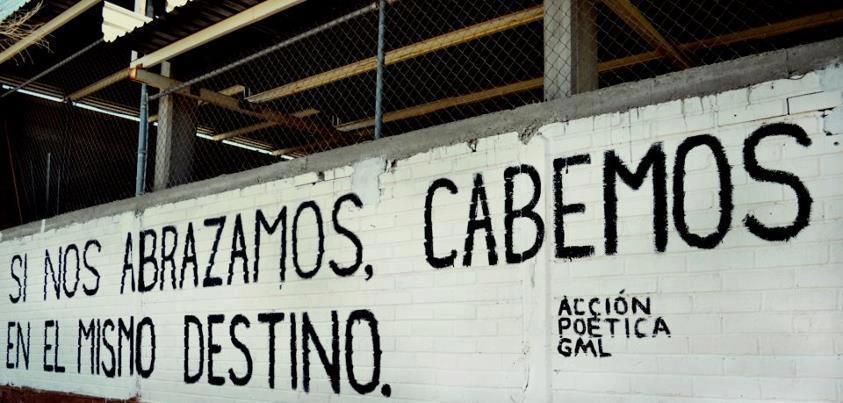 SI NOS ABRAZAMOS, CABEMOS
EN EL MISMO DESTINO.
ACCIÓN
POÉTICA
GML